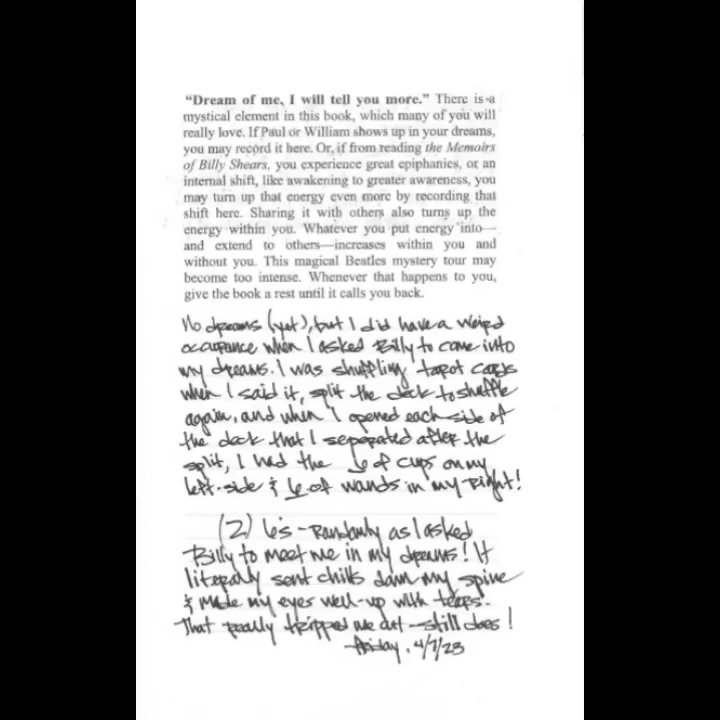 “Dream of me, I will tell you more.” There is a
mystical element in this book, which many of you will
really love. If Paul or William shows up in your dreams,
you may record it here. Or, if from reading the Memoirs
of Billy Shears, you experience great epiphanies, or an
internal shift, like awakening to greater awareness, you
may turn up that energy even more by recording that
shift here. Sharing it with others also turns up the
energy within you. Whatever you put energy into—
and extend to others—increases within you and
without you. This magical Beatles mystery tour may
become too intense. Whenever that happens to you,
give the book a rest until it calls you back.
No dreams (yet), but I did have a weird
occurance when I asked Billy to come into
my dreams. I was shuffling tarot cards
when I said it, split the deck to shuffle
again, and when I opened each side of
the deck that I seperated after the
split, I had the 6 of cups on my
left-side & 6 of wands in my right!
(2) 6's - Randomly as I asked
Billy to meet me in my dreams! It
literally sent chills down my spine
& made my eyes well-up with tears.
That really tripped me out - still does!
Friday, 4/7/23